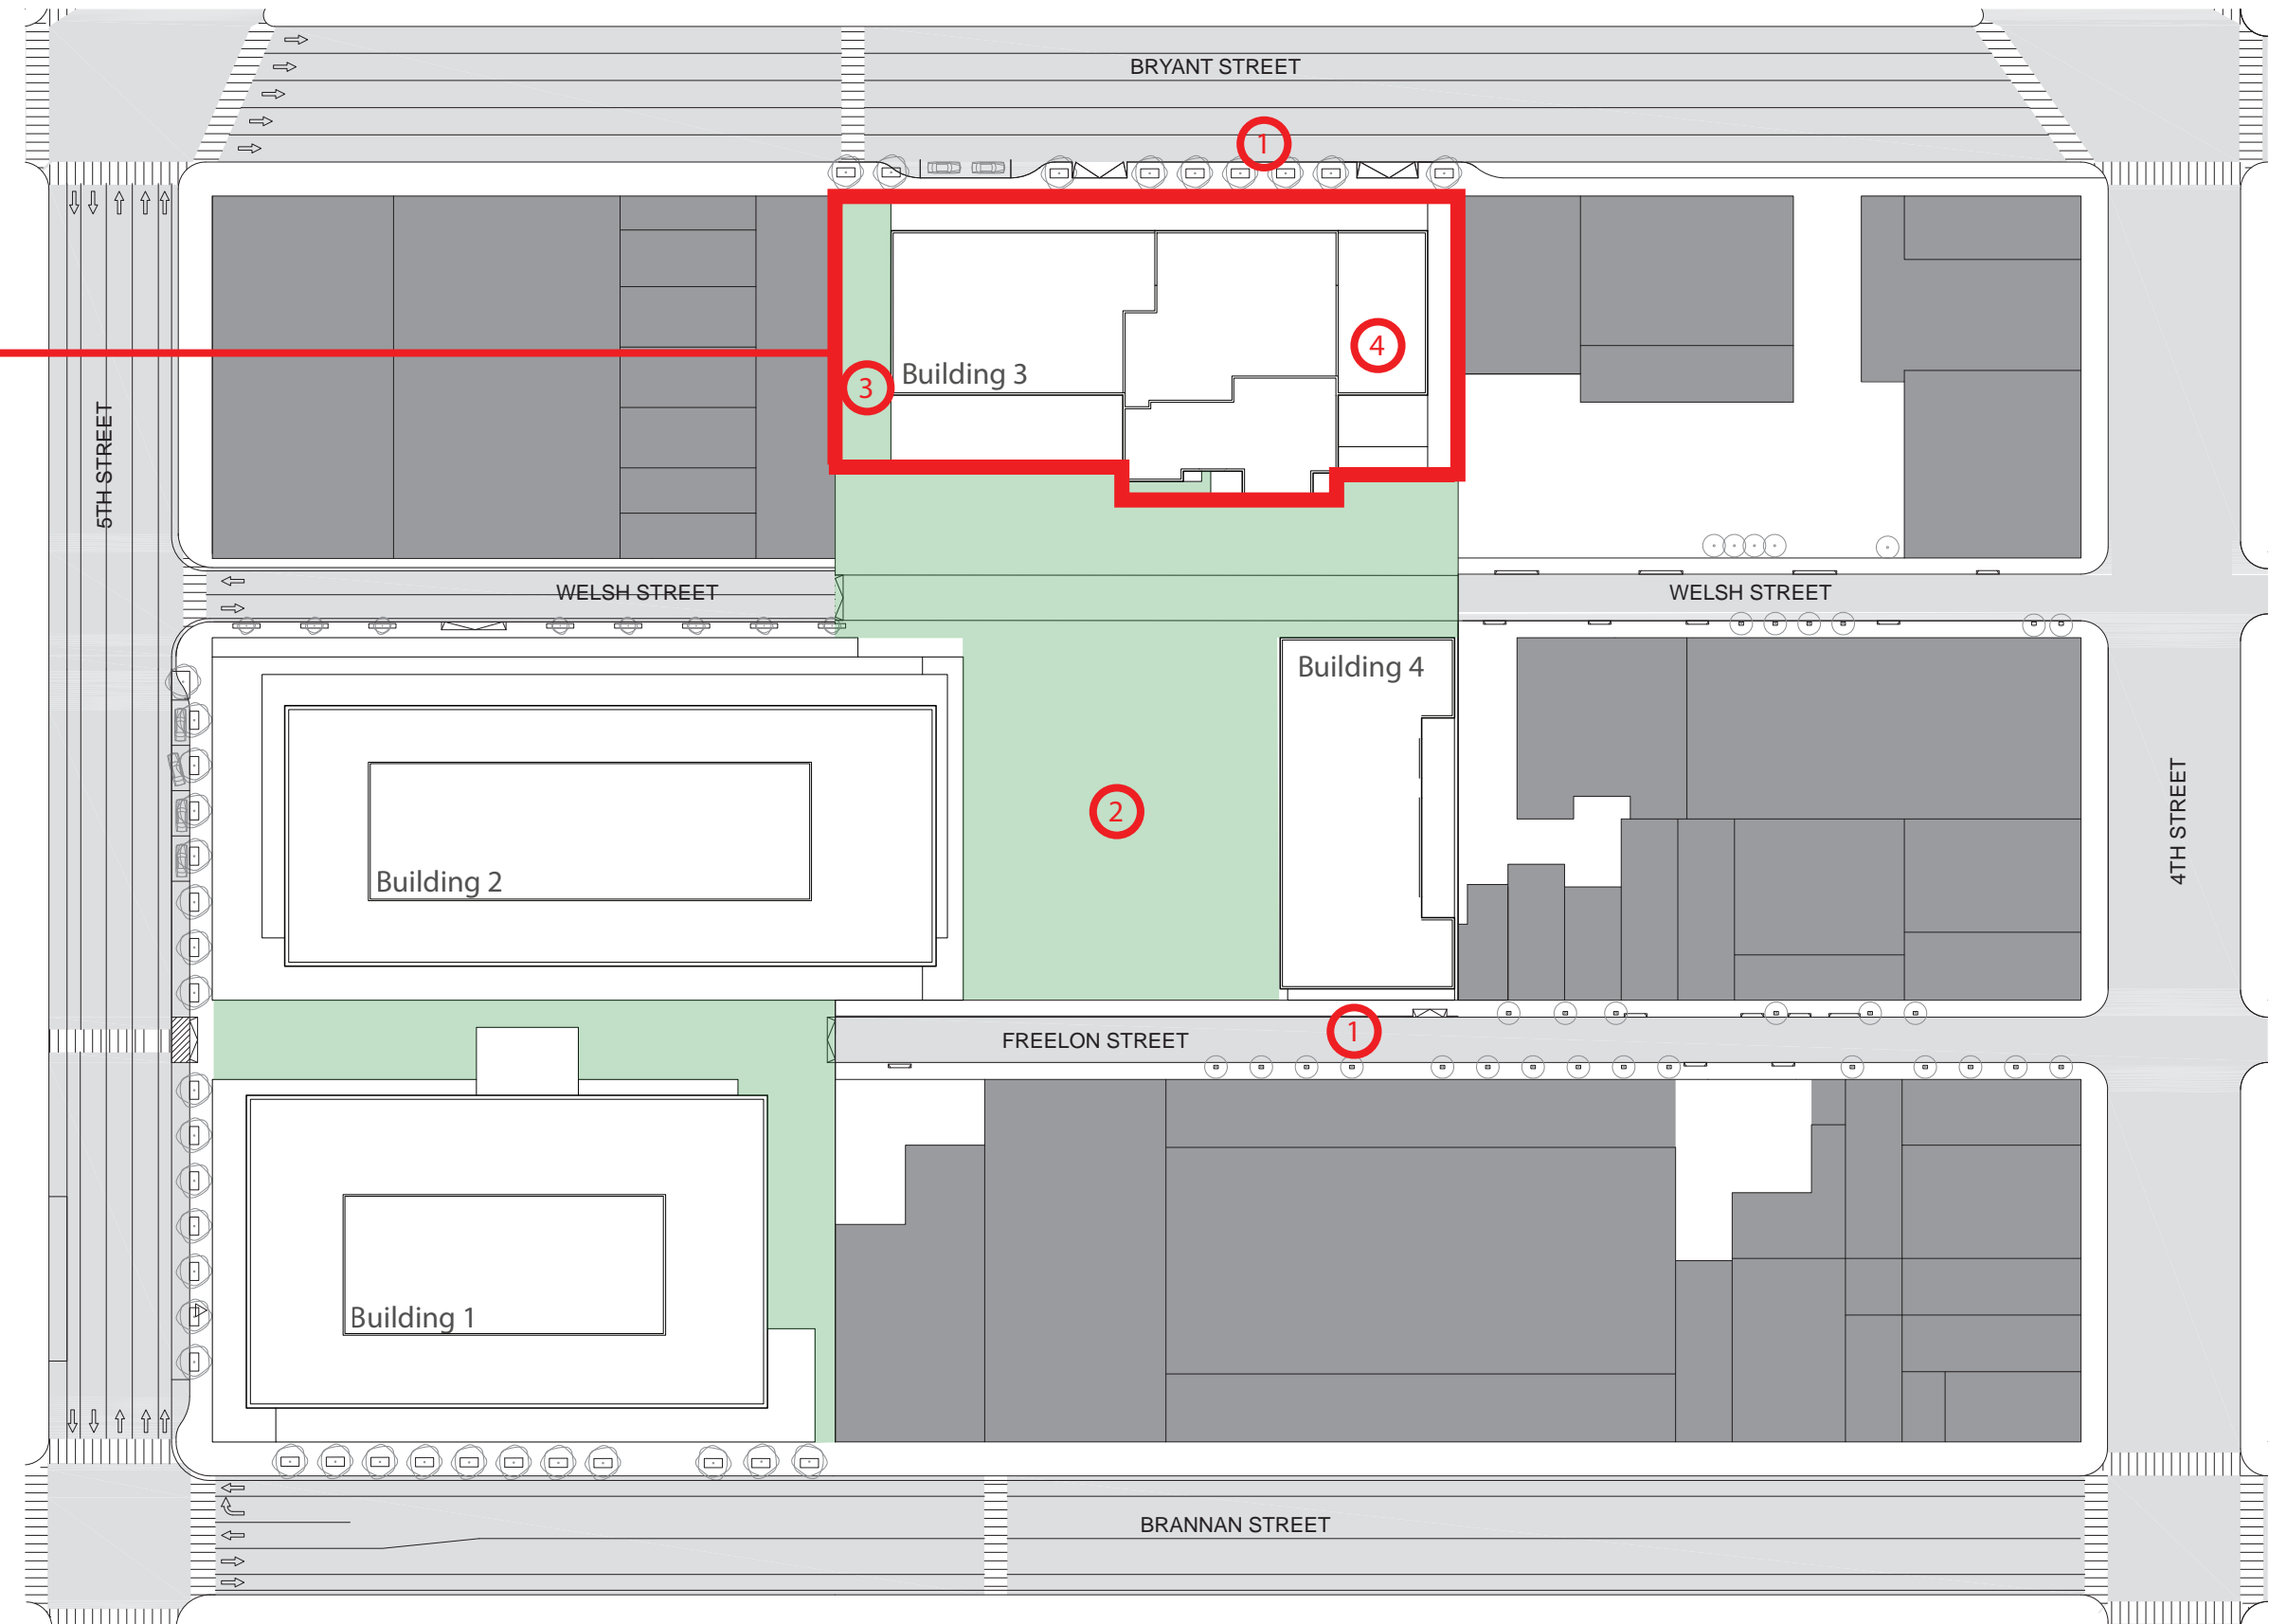 BRYANT STREET
1
4
Building 3
3
5TH STREET
WELSH STREET
WELSH STREET
Building 4
2
4TH STREET
Building 2
1
FREELON STREET
Building 1
BRANNAN STREET